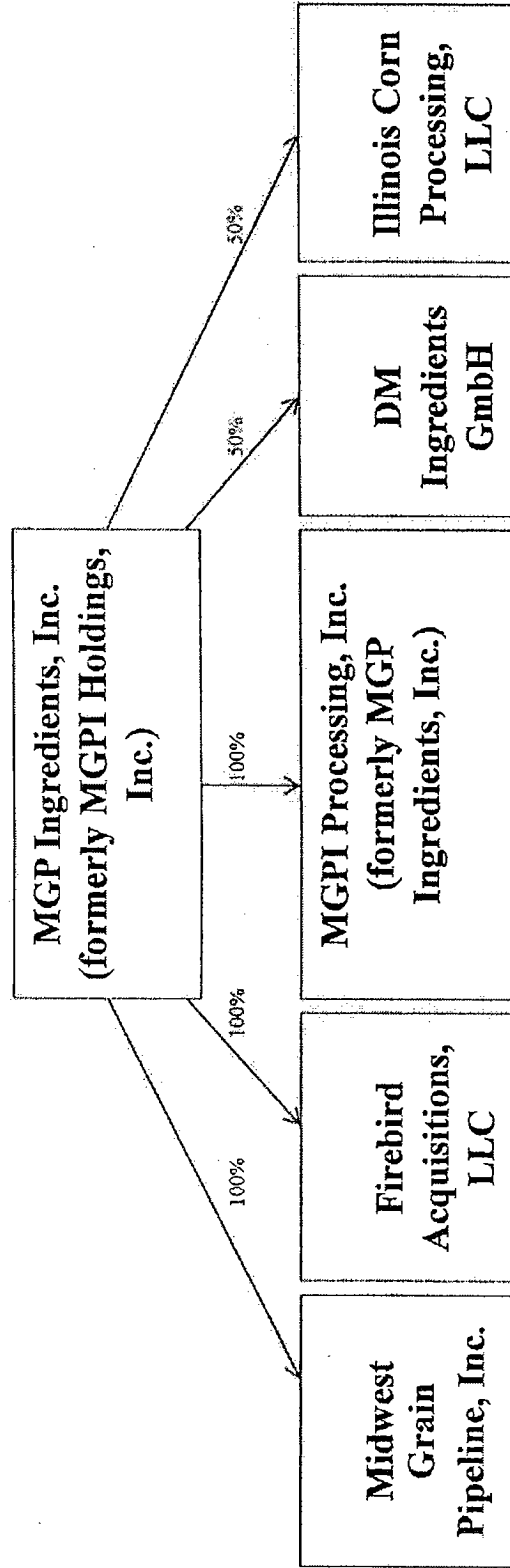 MGP Ingredients, Inc.
(formerly MGPI Holdings,
Inc.)
100%
100%
100%
50%
50%
Midwest
Grain
Pipeline, Inc.
Firebird
Acquisitions,
LLC
MGPI Processing, Inc.
(formerly MGP
Ingredients, Inc.)
DM
Ingredients
GmbH
Illinois Corn
Processing,
LLC